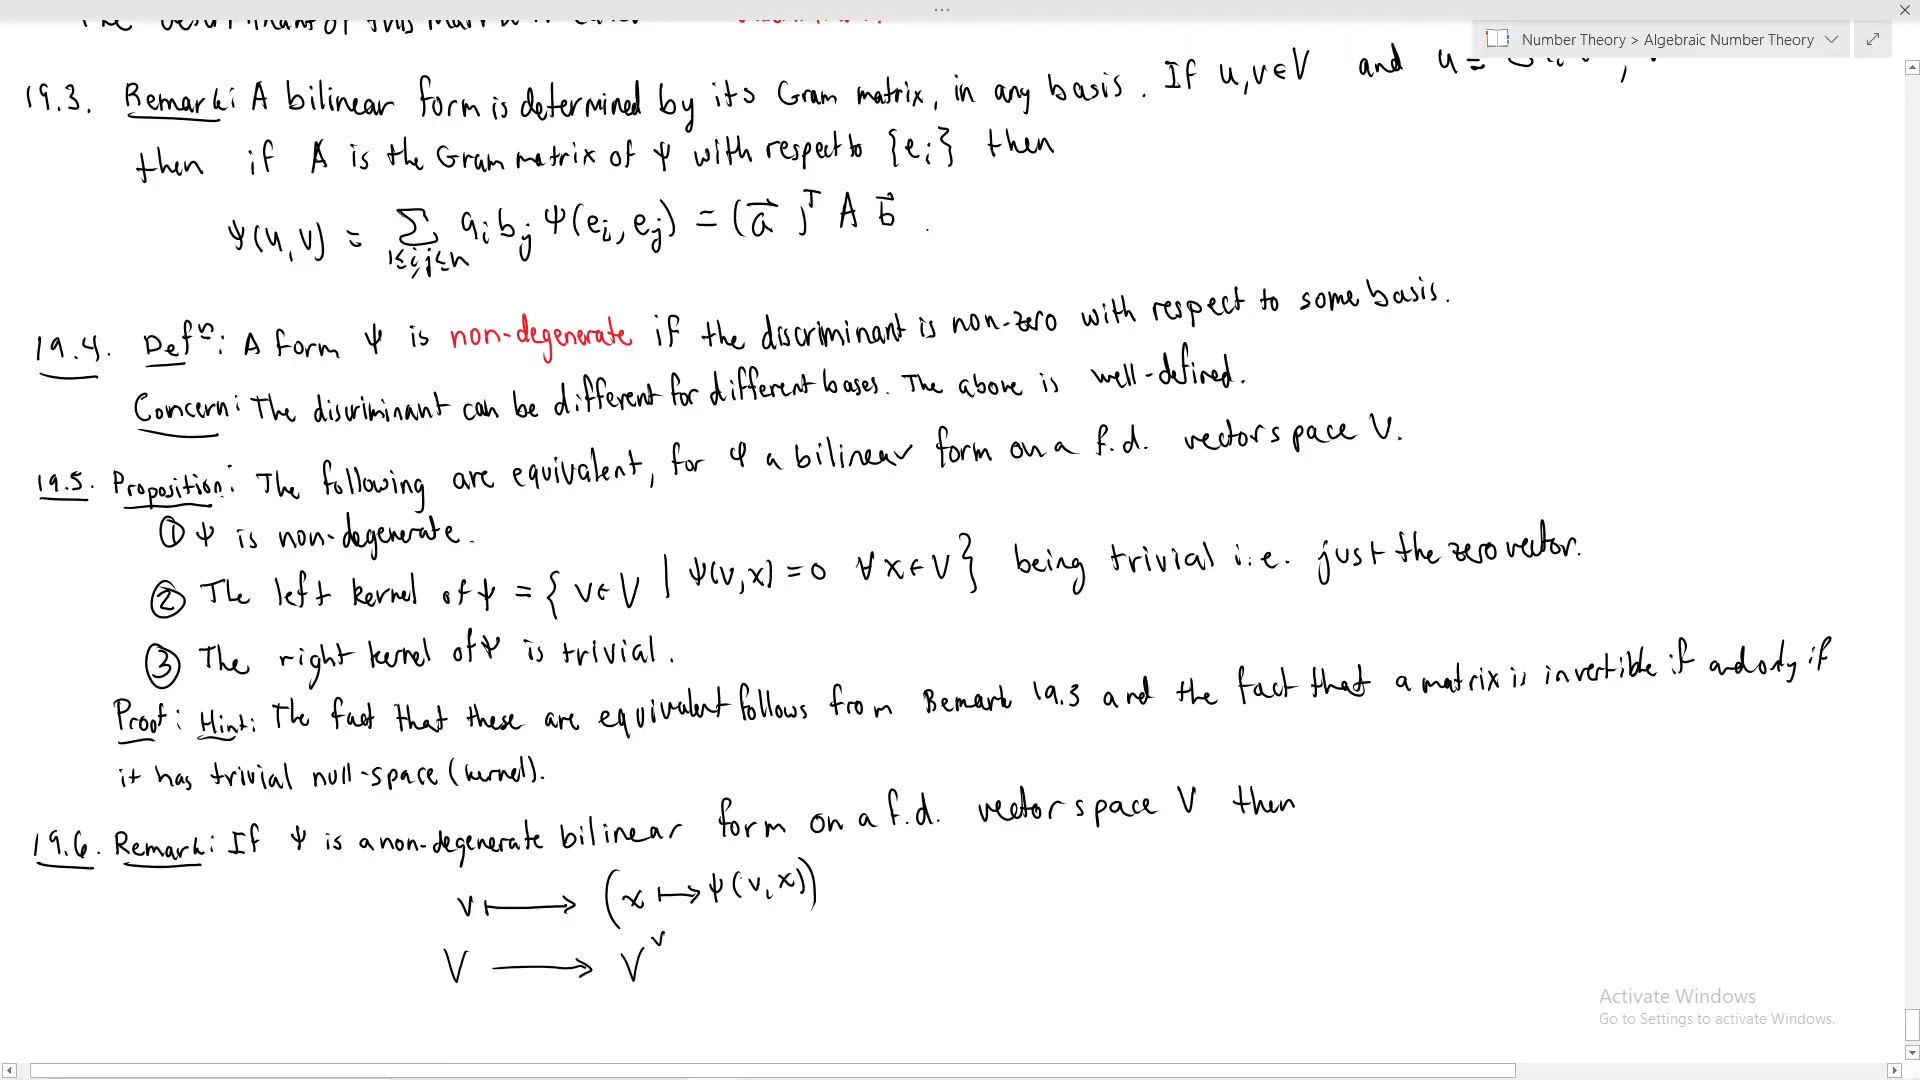 Number Theory > Algebraic Number Theory
19.3. Remark: A bilinear form is determined by its Gram matrix, in any basis. If u,v∈V and u =
then if A is the Gram matrix of ψ with respect to {e_i} then
ψ(u,v) = Σ_{1≤i,j≤n} a_i b_j ψ(e_i, e_j) = (a⃗)^T A b⃗.
19.4. Defⁿ: A form ψ is non-degenerate if the discriminant is non-zero with respect to some basis.
Concern: The discriminant can be different for different bases. The above is well-defined.
19.5. Proposition: The following are equivalent, for ψ a bilinear form on a f.d. vector space V.
① ψ is non-degenerate.
② The left kernel of ψ = { v∈V | ψ(v,x) = 0 ∀x∈V } being trivial i.e. just the zero vector.
③ The right kernel of ψ is trivial.
Proof: Hint: The fact that these are equivalent follows from Remark 19.3 and the fact that a matrix is invertible if and only if
it has trivial null-space (kernel).
19.6. Remark: If ψ is a non-degenerate bilinear form on a f.d. vector space V then
v ⟼ (x ⟼ ψ(v,x))
V ⟶ V^∨
Activate Windows
Go to Settings to activate Windows.